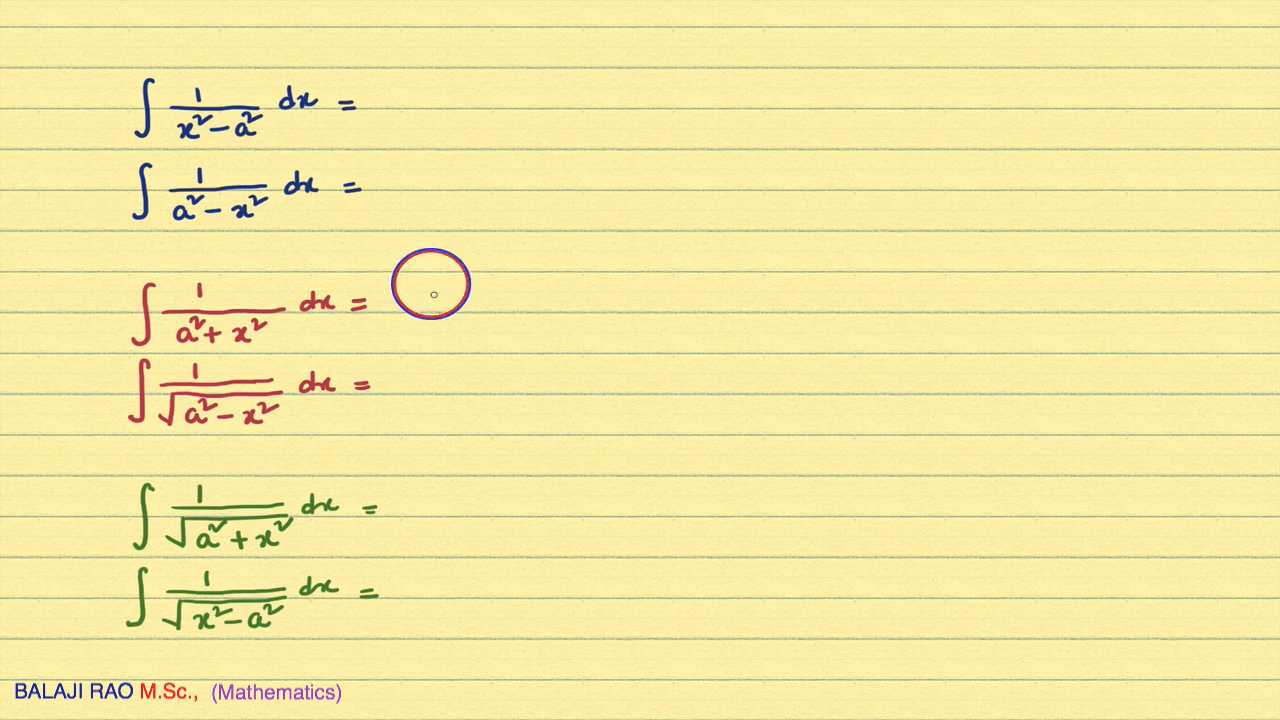 ∫ 1/(x² − a²) dx =
∫ 1/(a² − x²) dx =
∫ 1/(a² + x²) dx =
∫ 1/√(a² − x²) dx =
∫ 1/√(a² + x²) dx =
∫ 1/√(x² − a²) dx =
BALAJI RAO M.Sc., (Mathematics)